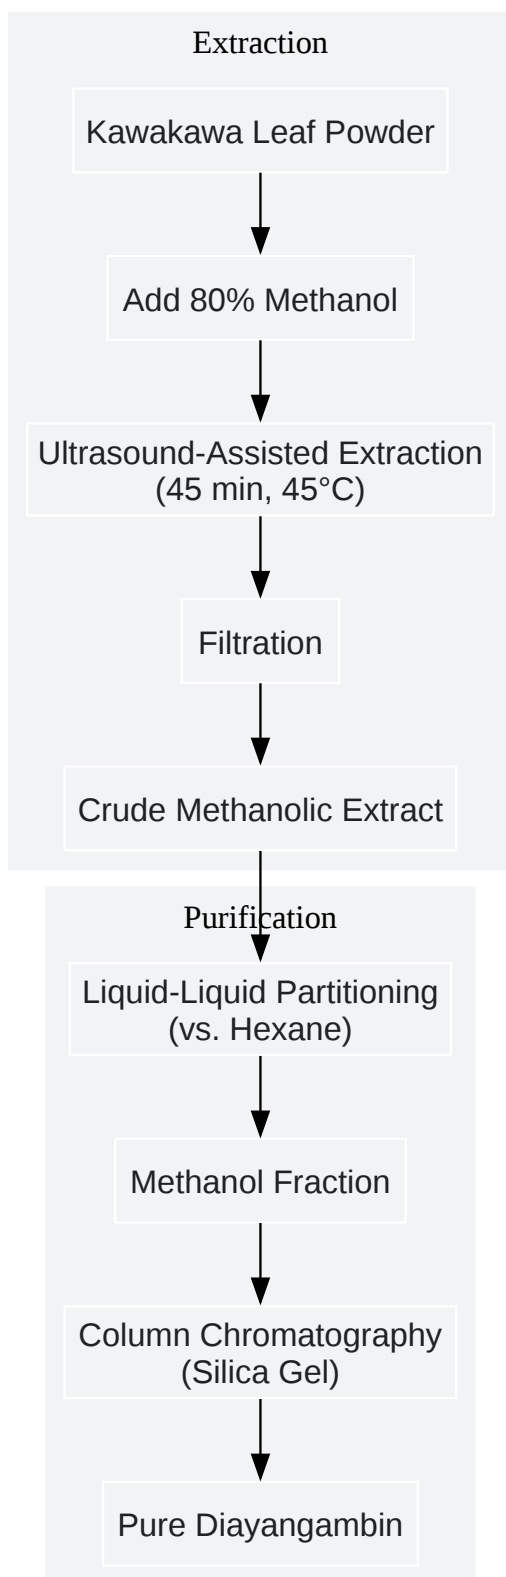 Extraction
Kawakawa Leaf Powder
Add 80% Methanol
Ultrasound-Assisted Extraction
(45 min, 45°C)
Filtration
Crude Methanolic Extract
Purification
Liquid-Liquid Partitioning
(vs. Hexane)
Methanol Fraction
Column Chromatography
(Silica Gel)
Pure Diayangambin